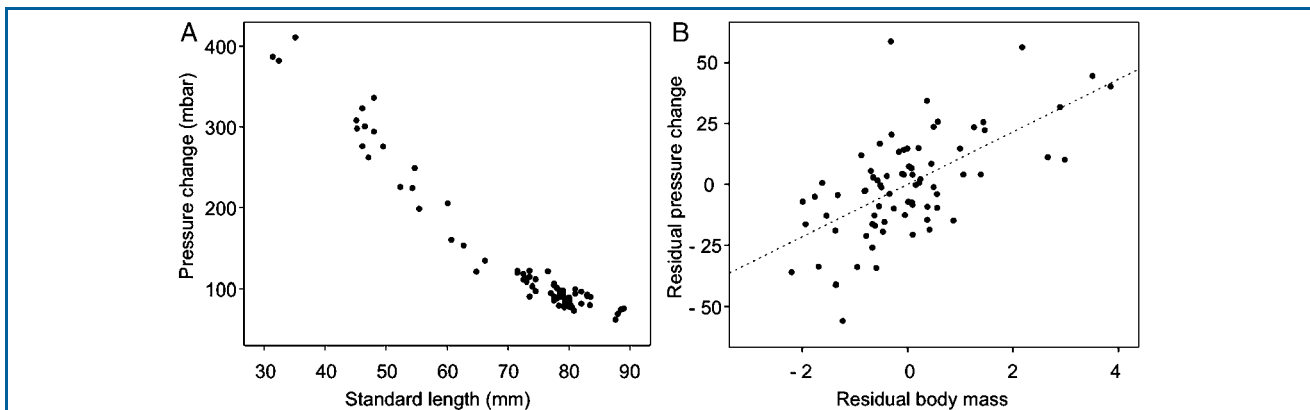 A
Pressure change (mbar)
400
300
200
100
30 40 50 60 70 80 90
Standard length (mm)
B
Residual pressure change
50
25
0
- 25
- 50
- 2 0 2 4
Residual body mass